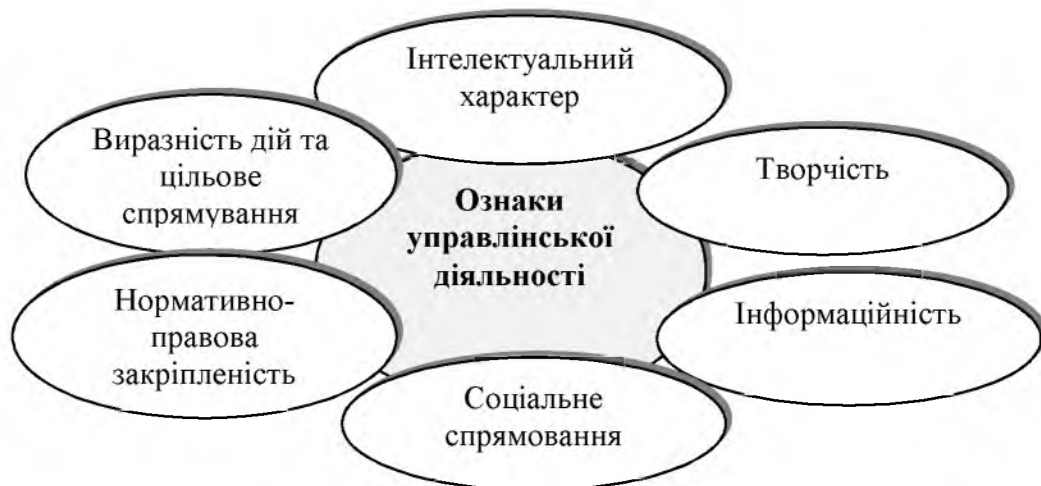 Інтелектуальний
характер
Виразність дій та
цільове
спрямування
Творчість
Ознаки
управлінської
діяльності
Нормативно-
правова
закріпленість
Інформаційність
Соціальне
спрямовання